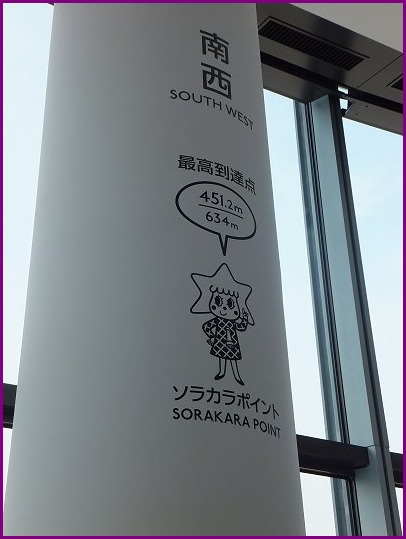 南西
SOUTH WEST
最高到達点
451.2m
634m
ソラカラポイント
SORAKARA POINT